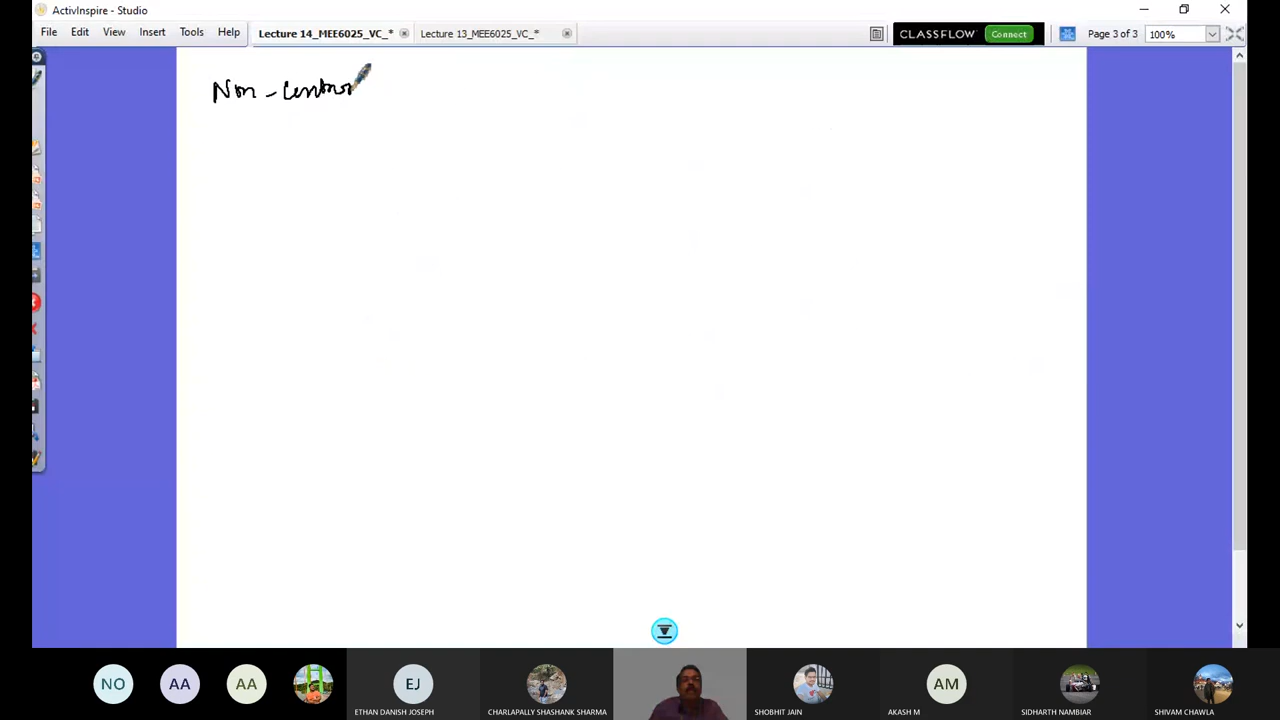 ActivInspire - Studio
File Edit View Insert Tools Help
Lecture 14_MEE6025_VC_* Lecture 13_MEE6025_VC_*
CLASSFLOW Connect
Page 3 of 3 100%
Non - Centra
NO AA AA EJ AM
ETHAN DANISH JOSEPH CHARLAPALLY SHASHANK SHARMA SHOBHIT JAIN AKASH M SIDHARTH NAMBIAR SHIVAM CHAWLA